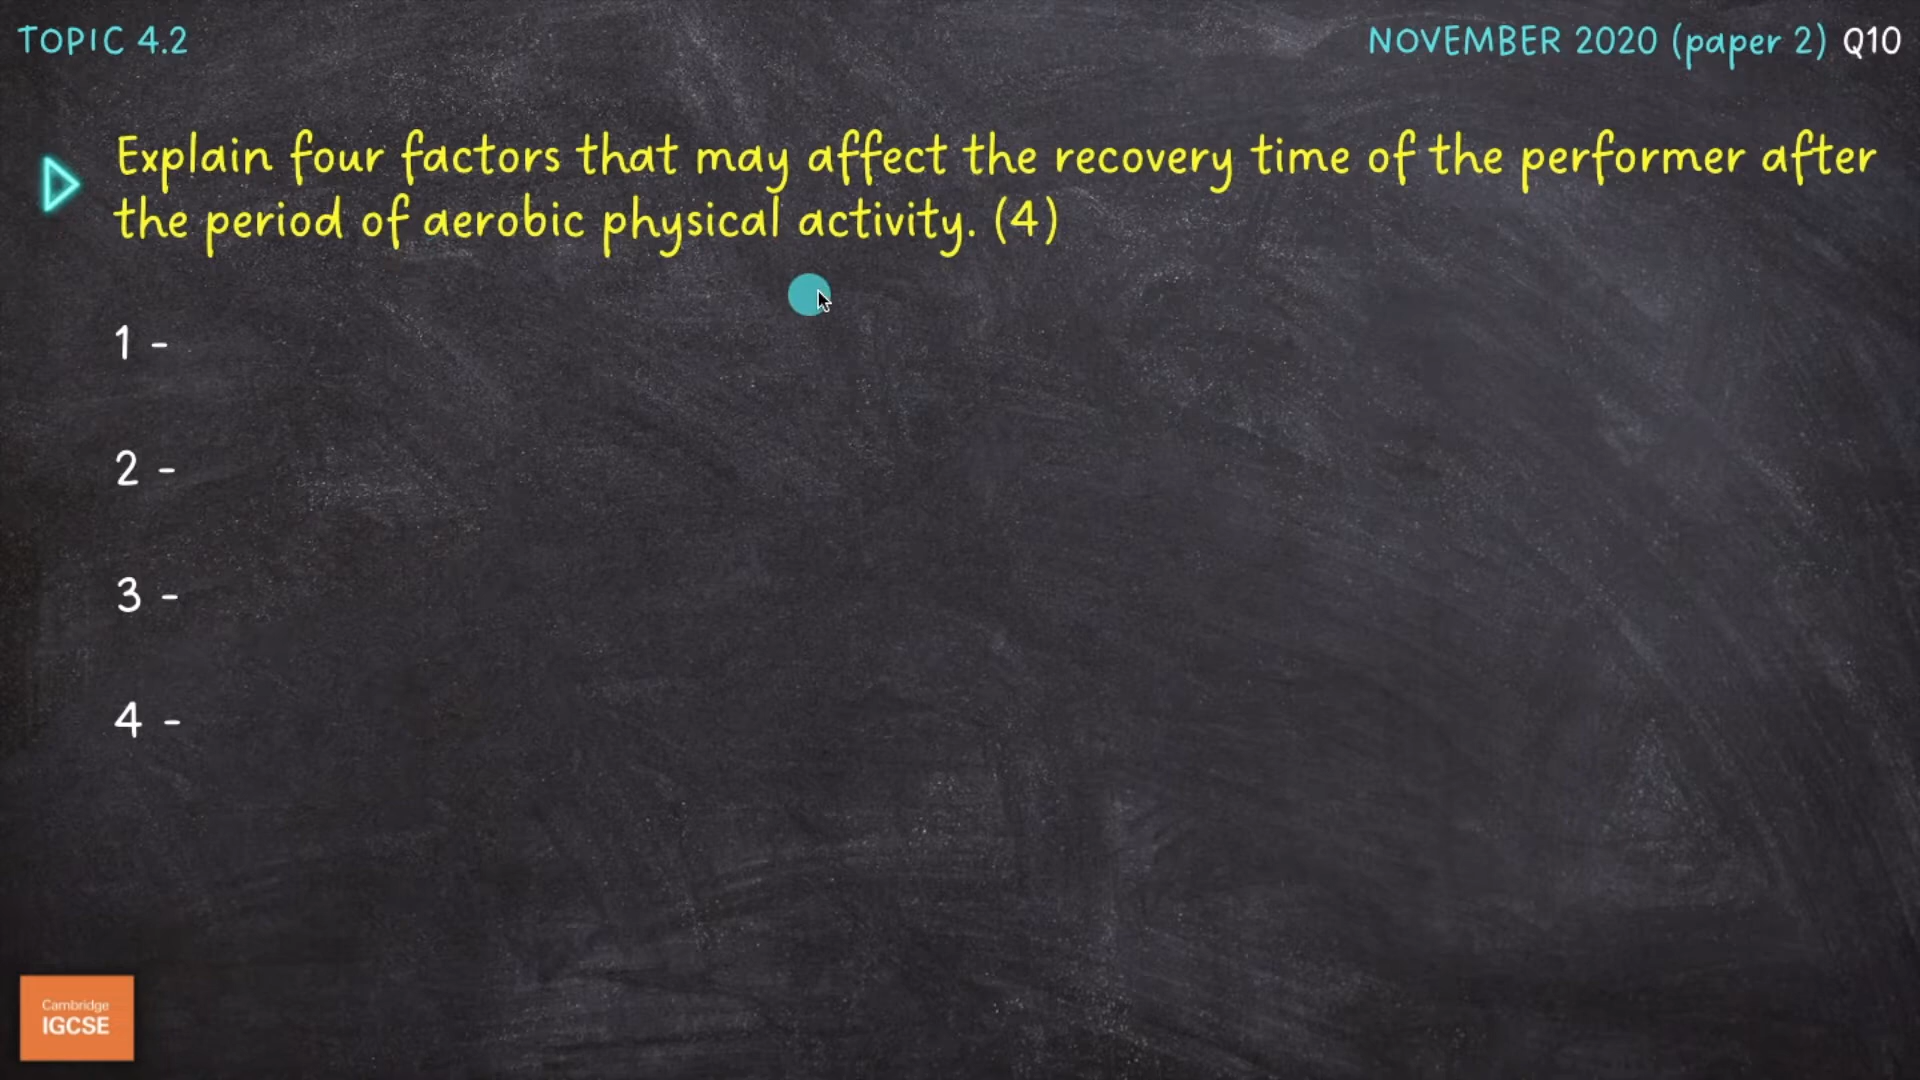 TOPIC 4.2
NOVEMBER 2020 (paper 2) Q10
Explain four factors that may affect the recovery time of the performer after
the period of aerobic physical activity. (4)
1 -
2 -
3 -
4 -
Cambridge
IGCSE